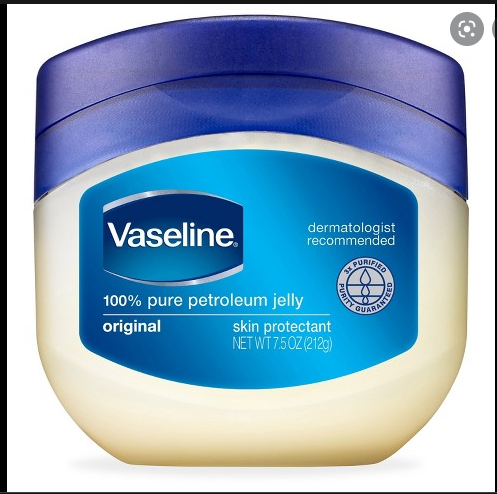 Vaseline®
dermatologist
recommended
3x PURIFIED
PURITY GUARANTEED
100% pure petroleum jelly
original
skin protectant
NET WT 7.5 OZ (212g)